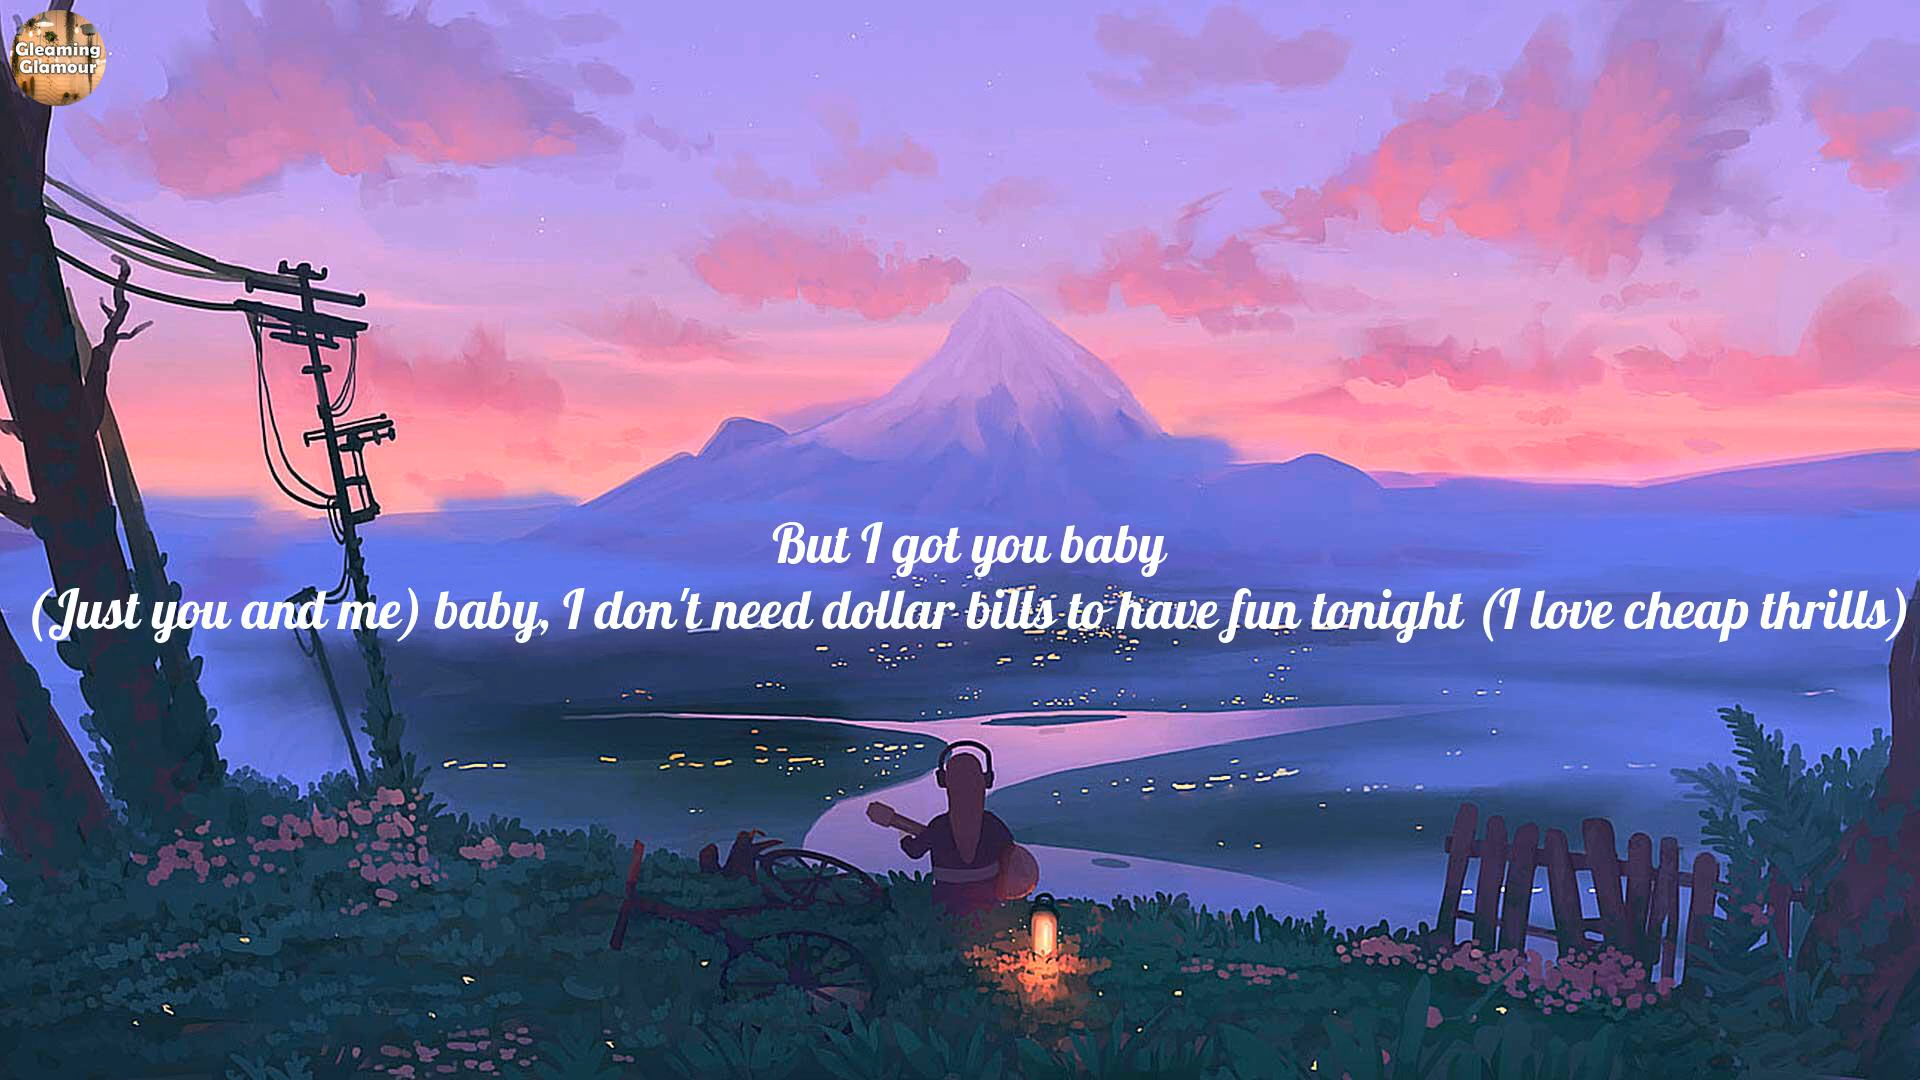 Gleaming
Glamour
But I got you baby
(Just you and me) baby, I don't need dollar bills to have fun tonight (I love cheap thrills)